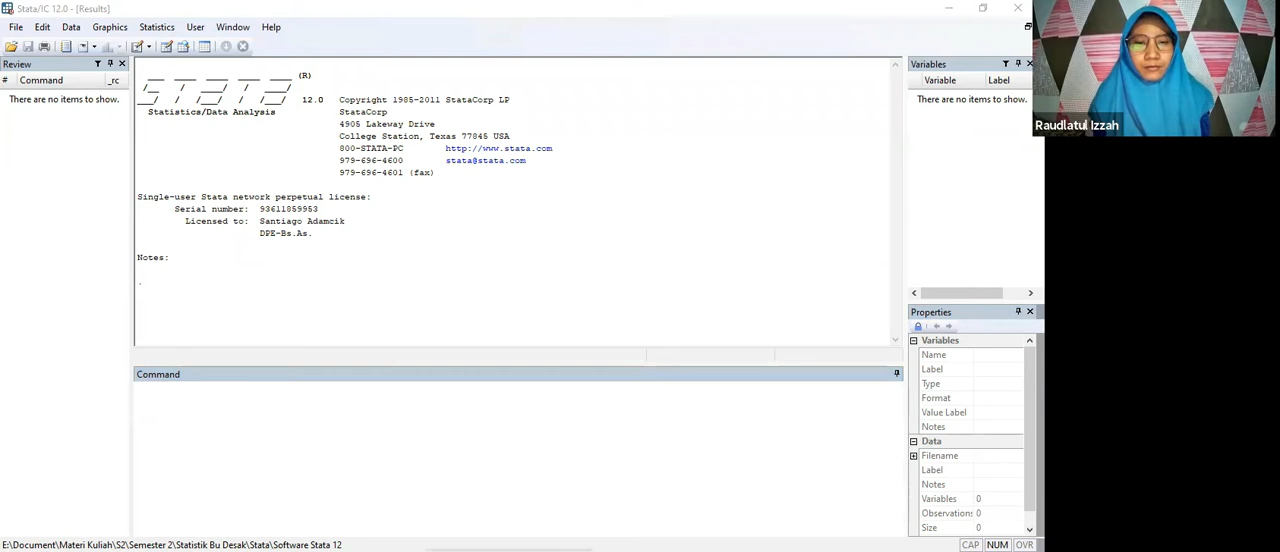 Stata/IC 12.0 - [Results]
File Edit Data Graphics Statistics User Window Help
Review
# Command _rc
There are no items to show.
(R)
12.0 Copyright 1985-2011 StataCorp LP
Statistics/Data Analysis StataCorp
4905 Lakeway Drive
College Station, Texas 77845 USA
800-STATA-PC http://www.stata.com
979-696-4600 stata@stata.com
979-696-4601 (fax)
Single-user Stata network perpetual license:
Serial number: 93611859953
Licensed to: Santiago Adamcik
DPE-Bs.As.
Notes:
.
Command
Variables
Variable Label
There are no items to show.
Properties
Variables
Name
Label
Type
Format
Value Label
Notes
Data
Filename
Label
Notes
Variables 0
Observations 0
Size 0
Raudlatul Izzah
E:\Document\Materi Kuliah\S2\Semester 2\Statistik Bu Desak\Stata\Software Stata 12
CAP NUM OVR